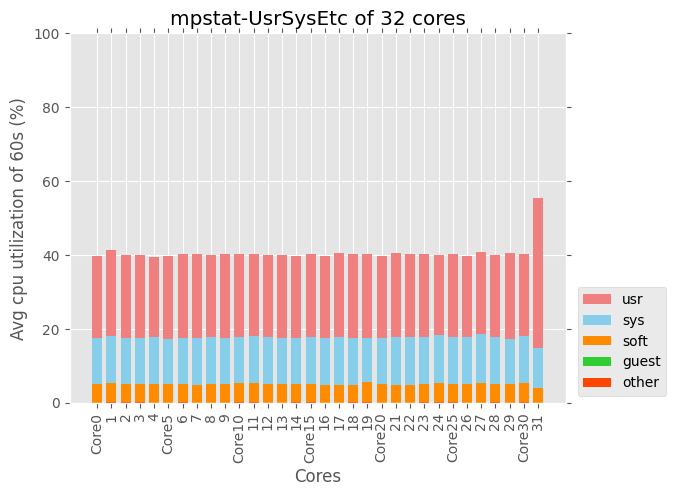 mpstat-UsrSysEtc of 32 cores
Avg cpu utilization of 60s (%)
100
80
60
40
20
0
Core0
1
2
3
4
Core5
6
7
8
9
Core10
11
12
13
14
Core15
16
17
18
19
Core20
21
22
23
24
Core25
26
27
28
29
Core30
31
Cores
usr
sys
soft
guest
other